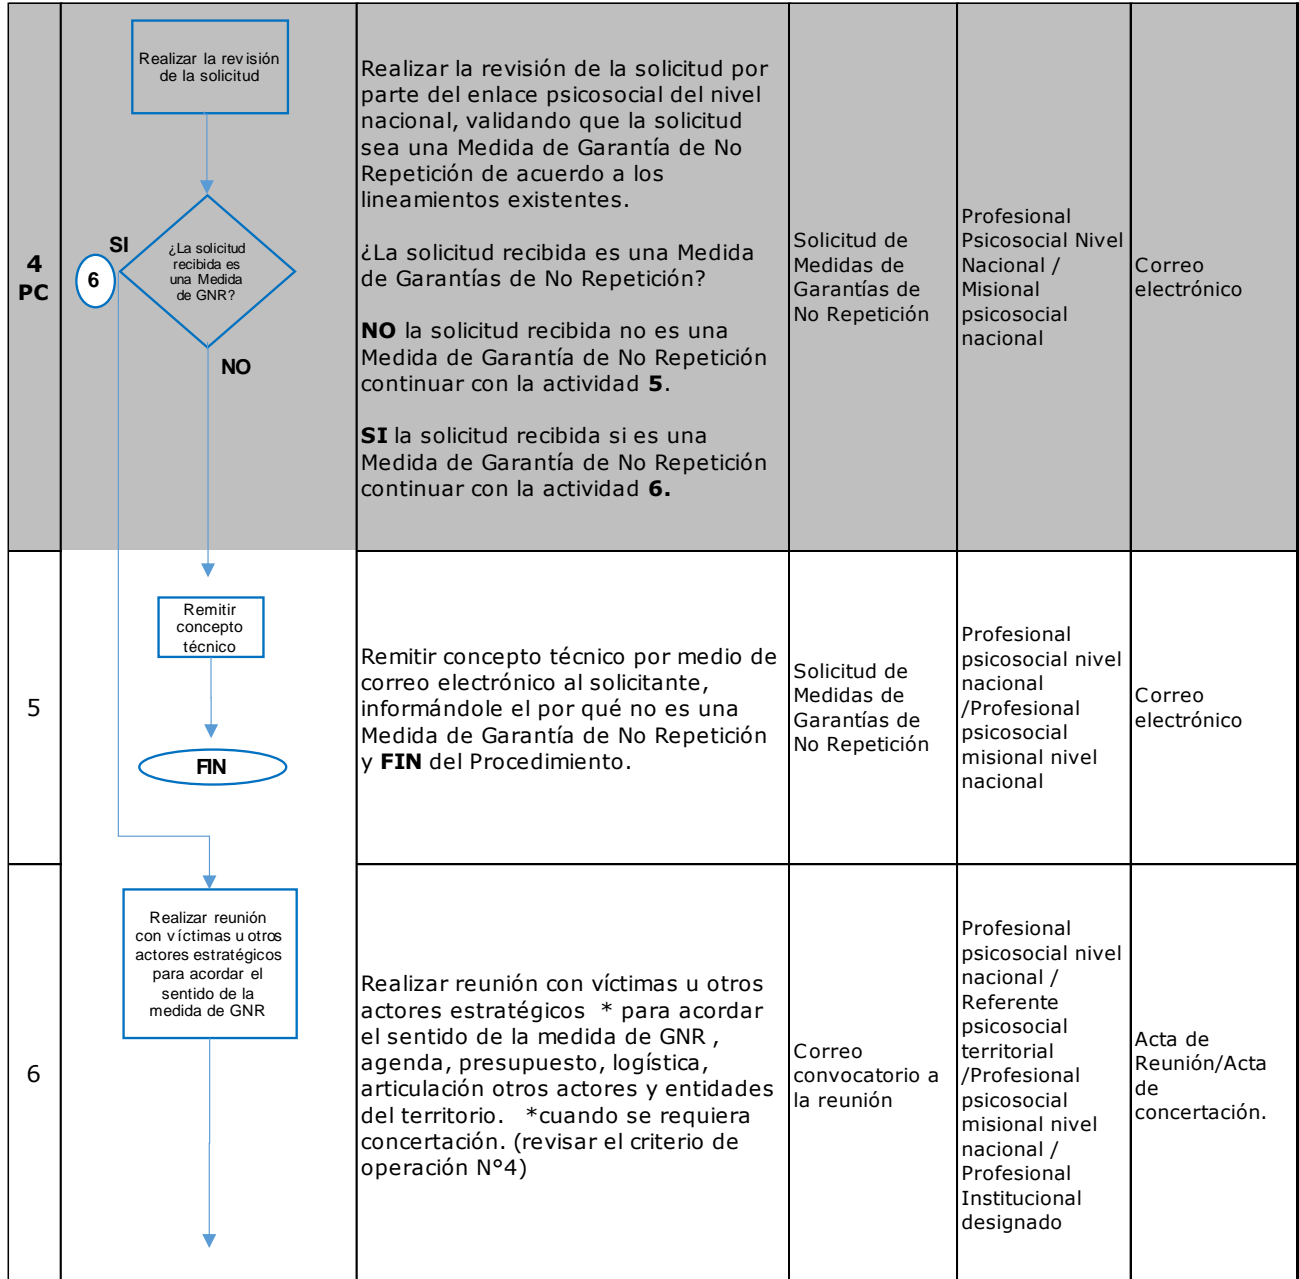 4
PC
Realizar la revisión
de la solicitud
SI
6
¿La solicitud
recibida es
una Medida
de GNR?
NO
Realizar la revisión de la solicitud por
parte del enlace psicosocial del nivel
nacional, validando que la solicitud
sea una Medida de Garantía de No
Repetición de acuerdo a los
lineamientos existentes.
¿La solicitud recibida es una Medida
de Garantías de No Repetición?
NO la solicitud recibida no es una
Medida de Garantía de No Repetición
continuar con la actividad 5.
SI la solicitud recibida si es una
Medida de Garantía de No Repetición
continuar con la actividad 6.
Solicitud de
Medidas de
Garantías de
No Repetición
Profesional
Psicosocial Nivel
Nacional /
Misional
psicosocial
nacional
Correo
electrónico
5
Remitir
concepto
técnico
FIN
Remitir concepto técnico por medio de
correo electrónico al solicitante,
informándole el por qué no es una
Medida de Garantía de No Repetición
y FIN del Procedimiento.
Solicitud de
Medidas de
Garantías de
No Repetición
Profesional
psicosocial nivel
nacional
/Profesional
psicosocial
misional nivel
nacional
Correo
electrónico
6
Realizar reunión
con víctimas u otros
actores estratégicos
para acordar el
sentido de la
medida de GNR
Realizar reunión con víctimas u otros
actores estratégicos * para acordar
el sentido de la medida de GNR ,
agenda, presupuesto, logística,
articulación otros actores y entidades
del territorio. *cuando se requiera
concertación. (revisar el criterio de
operación N°4)
Correo
convocatorio a
la reunión
Profesional
psicosocial nivel
nacional /
Referente
psicosocial
territorial
/Profesional
psicosocial
misional nivel
nacional /
Profesional
Institucional
designado
Acta de
Reunión/Acta
de
concertación.